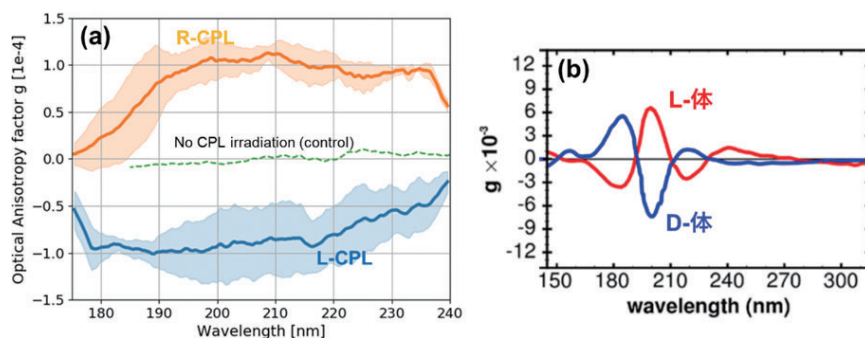 (a)
R-CPL
No CPL irradiation (control)
L-CPL
Optical Anisotropy factor g [1e-4]
1.5
1.0
0.5
0.0
−0.5
−1.0
−1.5
180 190 200 210 220 230 240
Wavelength [nm]
(b)
L-体
D-体
g ×10⁻³
12
9
6
3
0
-3
-6
-9
-12
150 180 210 240 270 300
wavelength (nm)